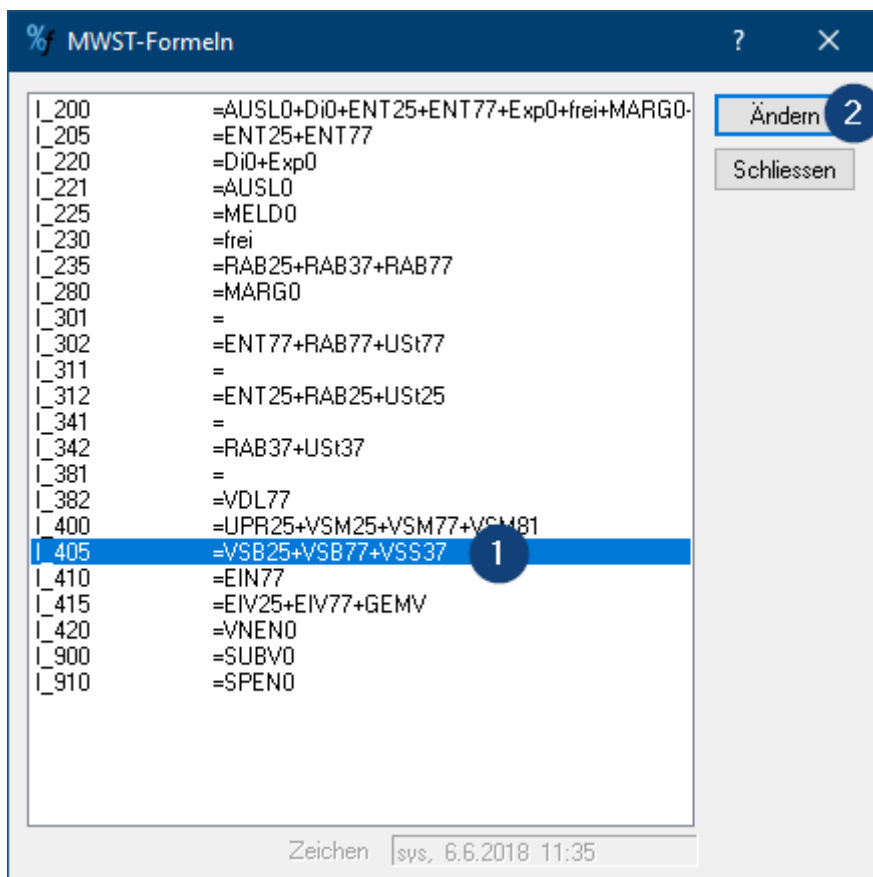 %f MWST-Formeln ? ×
I_200 =AUSL0+Di0+ENT25+ENT77+Exp0+frei+MARG0-
I_205 =ENT25+ENT77
I_220 =Di0+Exp0
I_221 =AUSL0
I_225 =MELD0
I_230 =frei
I_235 =RAB25+RAB37+RAB77
I_280 =MARG0
I_301 =
I_302 =ENT77+RAB77+USt77
I_311 =
I_312 =ENT25+RAB25+USt25
I_341 =
I_342 =RAB37+USt37
I_381 =
I_382 =VDL77
I_400 =UPR25+VSM25+VSM77+VSM81
I_405 =VSB25+VSB77+VSS37 1
I_410 =EIN77
I_415 =EIV25+EIV77+GEMV
I_420 =VNEN0
I_900 =SUBV0
I_910 =SPEN0
Ändern 2
Schliessen
Zeichen sys, 6.6.2018 11:35